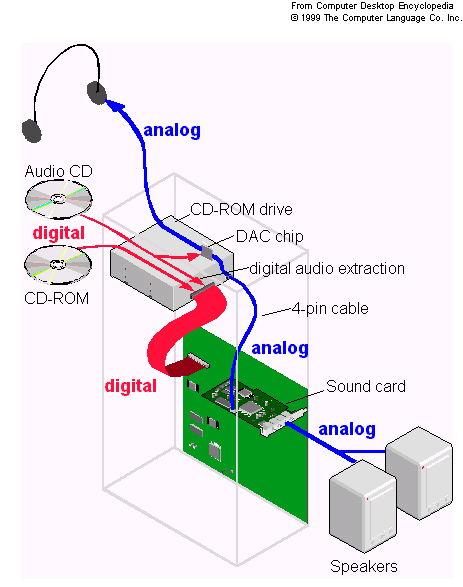 From Computer Desktop Encyclopedia
© 1999 The Computer Language Co. Inc.
analog
Audio CD
CD-ROM drive
digital
DAC chip
digital audio extraction
CD-ROM
4-pin cable
analog
digital
Sound card
analog
Speakers